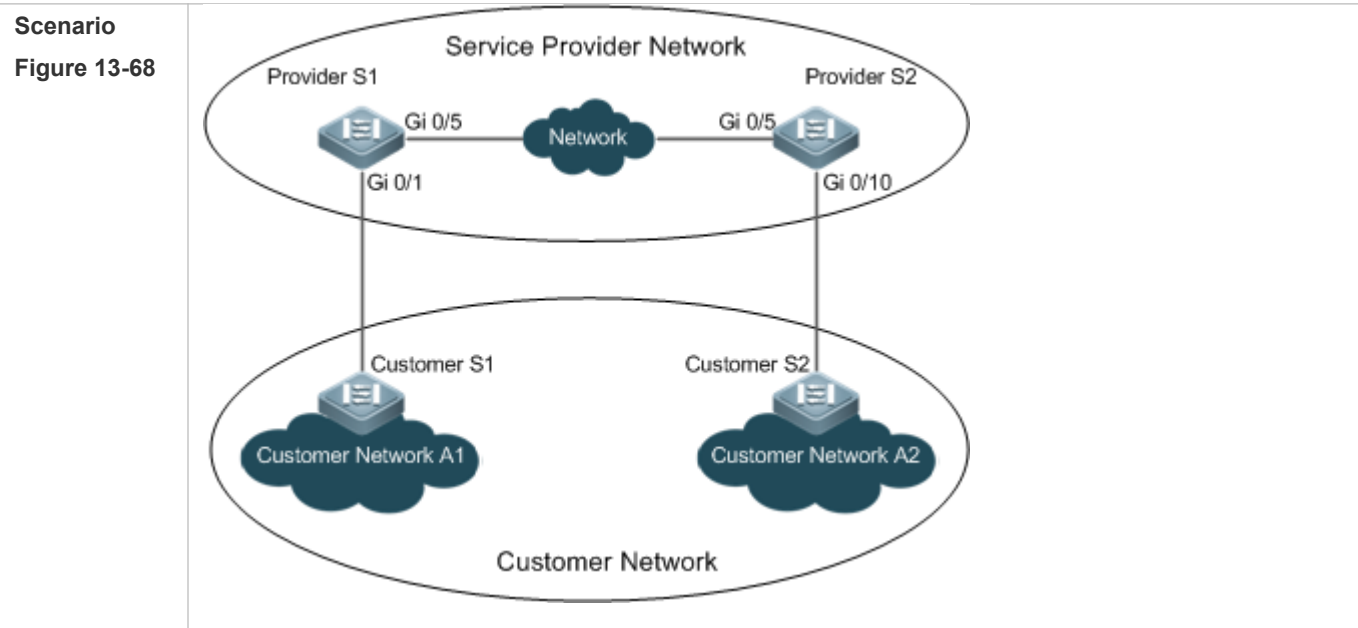 Scenario
Figure 13-68
Service Provider Network
Provider S1
Provider S2
Gi 0/5
Network
Gi 0/5
Gi 0/1
Gi 0/10
Customer S1
Customer S2
Customer Network A1
Customer Network A2
Customer Network